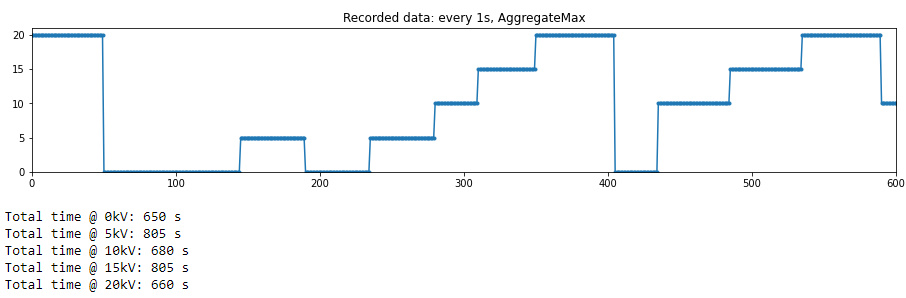 Recorded data: every 1s, AggregateMax
20
15
10
5
0
0 100 200 300 400 500 600
Total time @ 0kV: 650 s
Total time @ 5kV: 805 s
Total time @ 10kV: 680 s
Total time @ 15kV: 805 s
Total time @ 20kV: 660 s